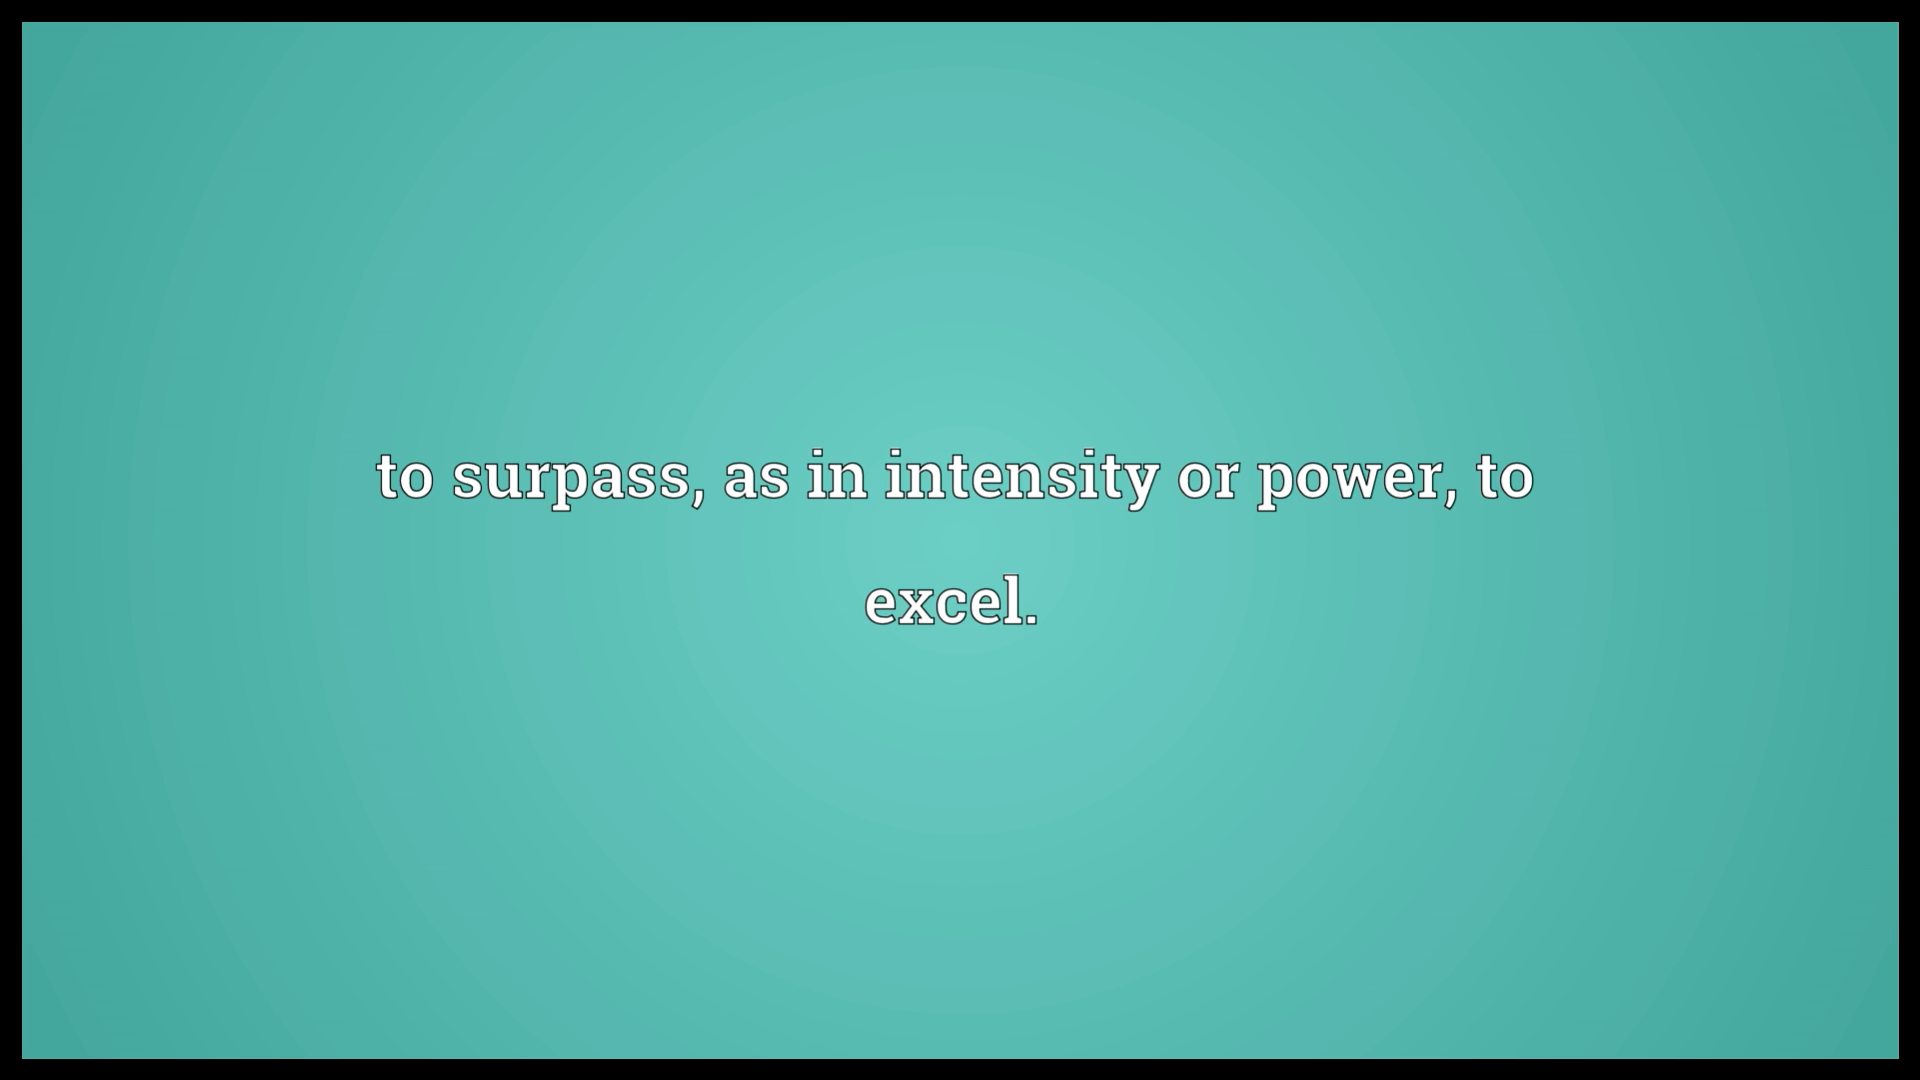 to surpass, as in intensity or power, to
excel.